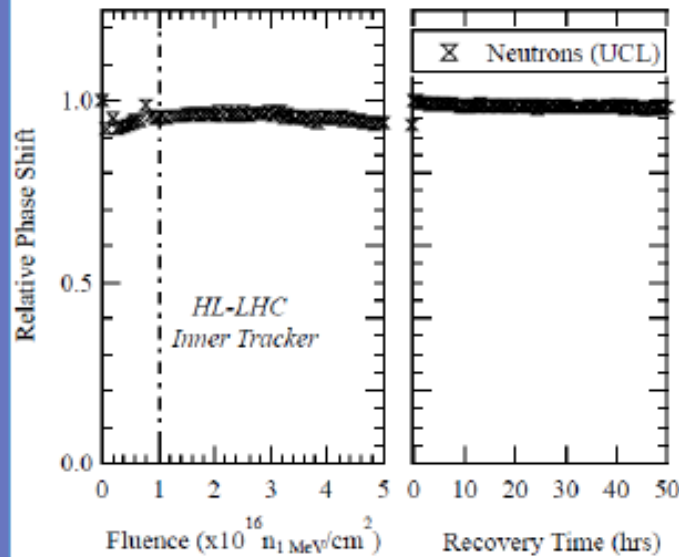 Neutrons (UCL)
Relative Phase Shift
1.0
0.5
0.0
HL-LHC
Inner Tracker
0 1 2 3 4 5
0 10 20 30 40 50
Fluence (x10^16 n_1 MeV/cm^2)
Recovery Time (hrs)